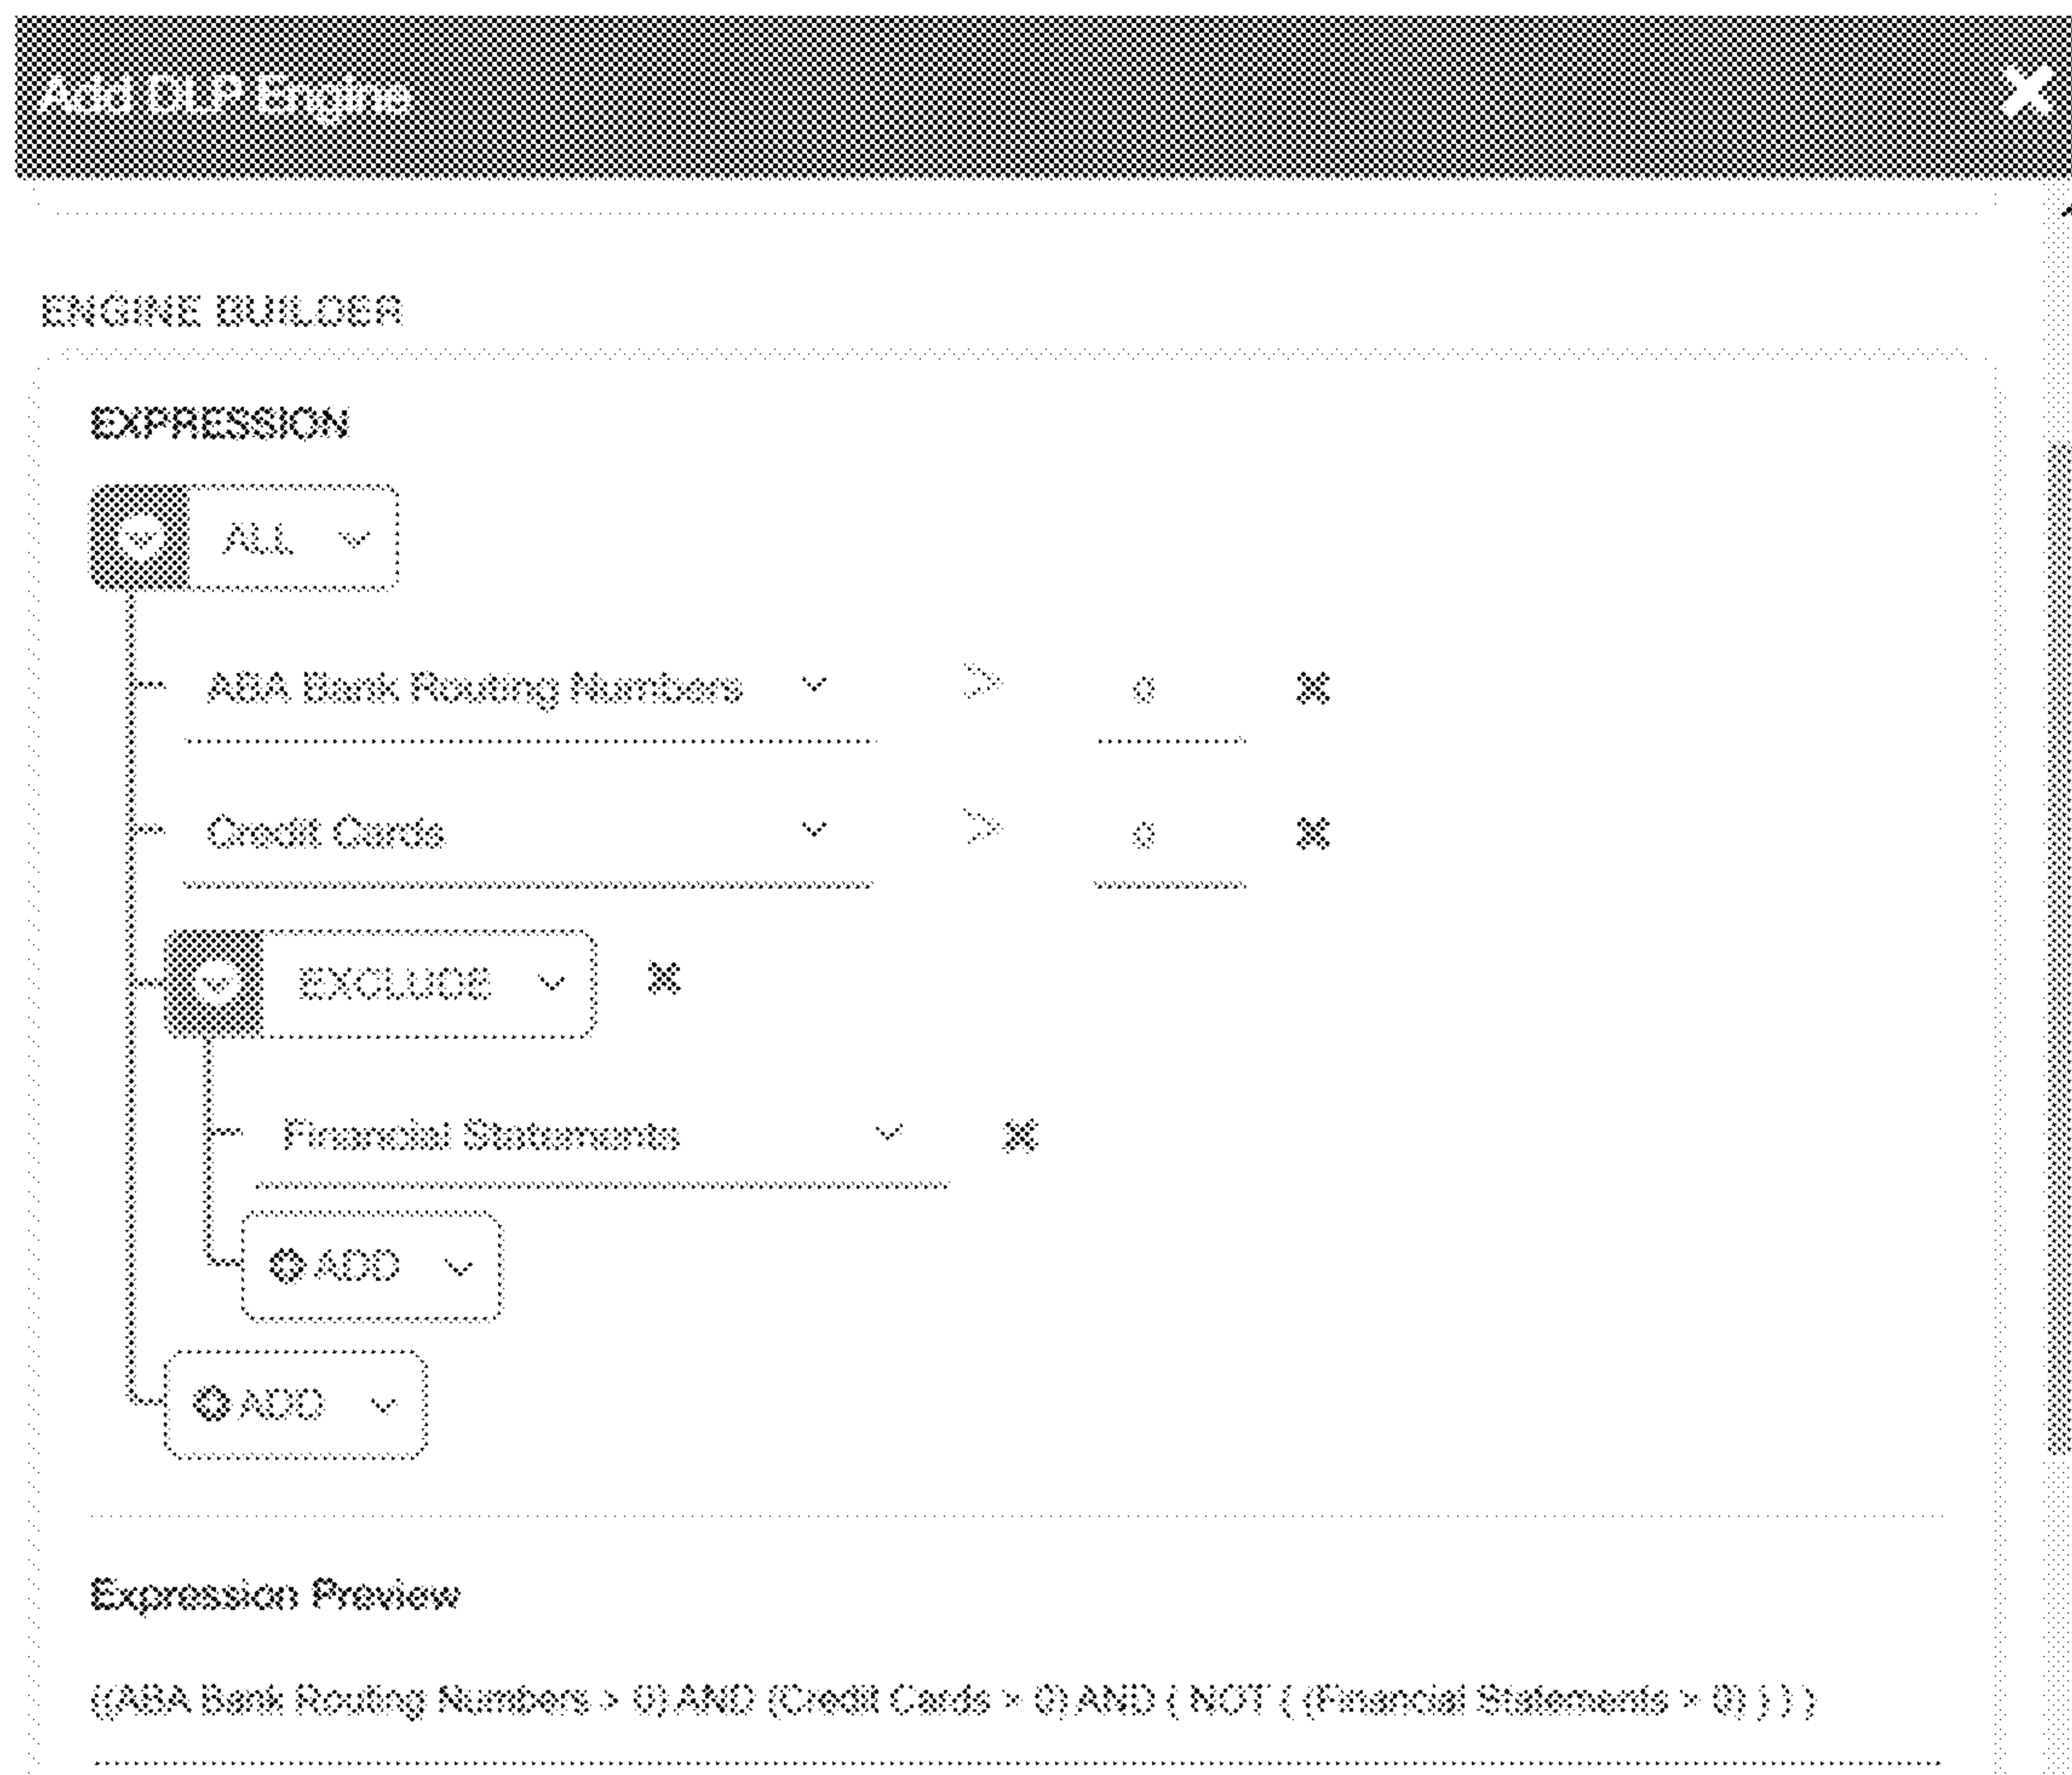 Add DLP Engine
ENGINE BUILDER
EXPRESSION
ALL
ABA Bank Routing Numbers > 0
Credit Cards > 0
EXCLUDE
Financial Statements
ADD
ADD
Expression Preview
((ABA Bank Routing Numbers > 0) AND (Credit Cards > 0) AND ( NOT ( (Financial Statements > 0) ) ) )